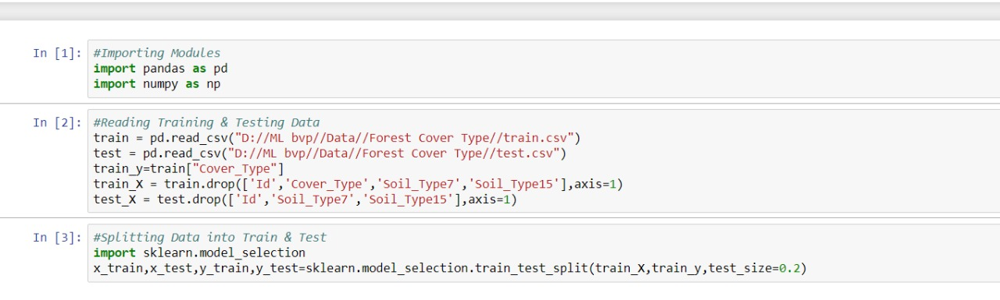 In [1]:
#Importing Modules
import pandas as pd
import numpy as np
In [2]:
#Reading Training & Testing Data
train = pd.read_csv("D://ML bvp//Data//Forest Cover Type//train.csv")
test = pd.read_csv("D://ML bvp//Data//Forest Cover Type//test.csv")
train_y=train["Cover_Type"]
train_X = train.drop(['Id','Cover_Type','Soil_Type7','Soil_Type15'],axis=1)
test_X = test.drop(['Id','Soil_Type7','Soil_Type15'],axis=1)
In [3]:
#Splitting Data into Train & Test
import sklearn.model_selection
x_train,x_test,y_train,y_test=sklearn.model_selection.train_test_split(train_X,train_y,test_size=0.2)